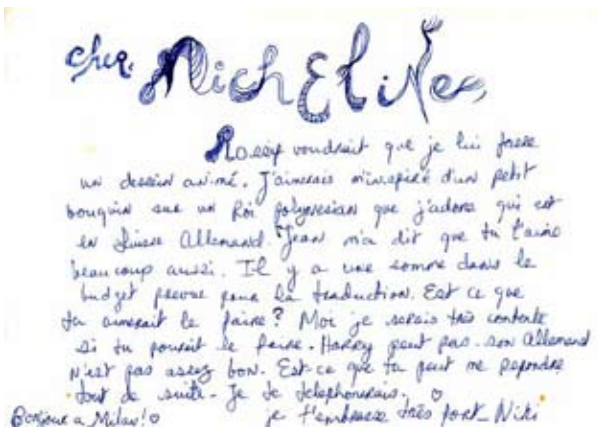 cher. MichEliNe,
Rosep voudrait que je lui fasse
un dessin animé. J'aimerais m'inspiré d'un petit
bouquin sur un Roi polynesian que j'adore qui est
en Suisse Allemand. Jean m'a dit que tu t'aime
beaucoup aussi. Il y a une somme dans le
budget prevue pour la traduction. Est ce que
tu aimerait le faire? Moi je serais très contente
si tu pourait le faire. Harry peut pas. son Allemand
N'est pas assez bon. Est ce que tu peut me repondre
tout de suite. Je te telephonerais.
Bonjour a Milan! je t'embrasse très fort_ Niki